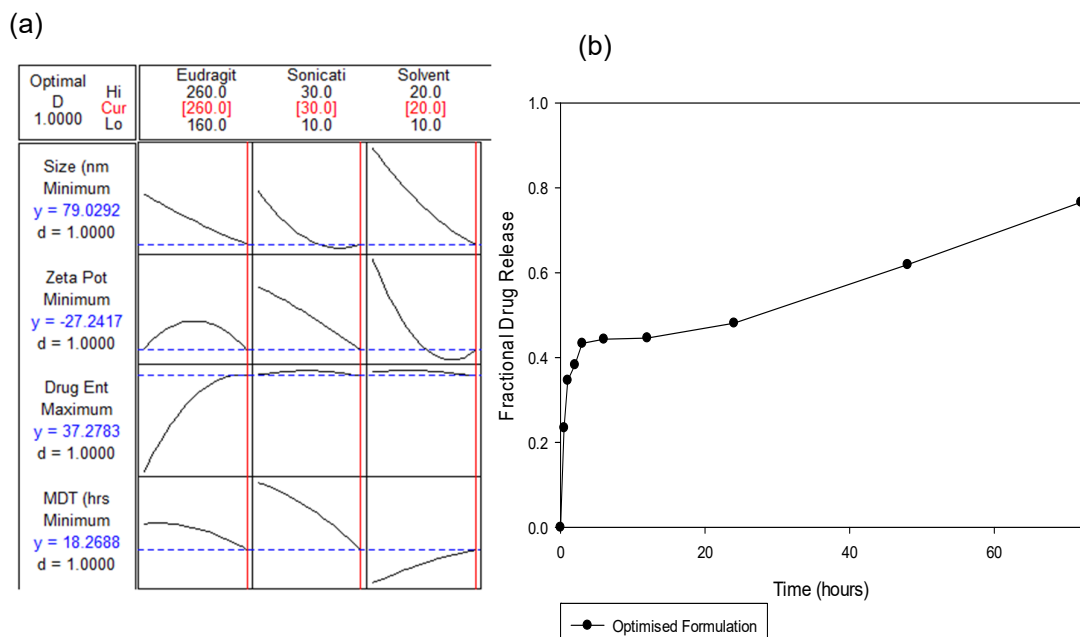 (a)
Optimal
D
1.0000
Hi
Cur
Lo
Eudragit
260.0
[260.0]
160.0
Sonicati
30.0
[30.0]
10.0
Solvent
20.0
[20.0]
10.0
Size (nm
Minimum
y = 79.0292
d = 1.0000
Zeta Pot
Minimum
y = -27.2417
d = 1.0000
Drug Ent
Maximum
y = 37.2783
d = 1.0000
MDT (hrs
Minimum
y = 18.2688
d = 1.0000
(b)
Fractional Drug Release
1.0
0.8
0.6
0.4
0.2
0.0
0
20
40
60
Time (hours)
Optimised Formulation